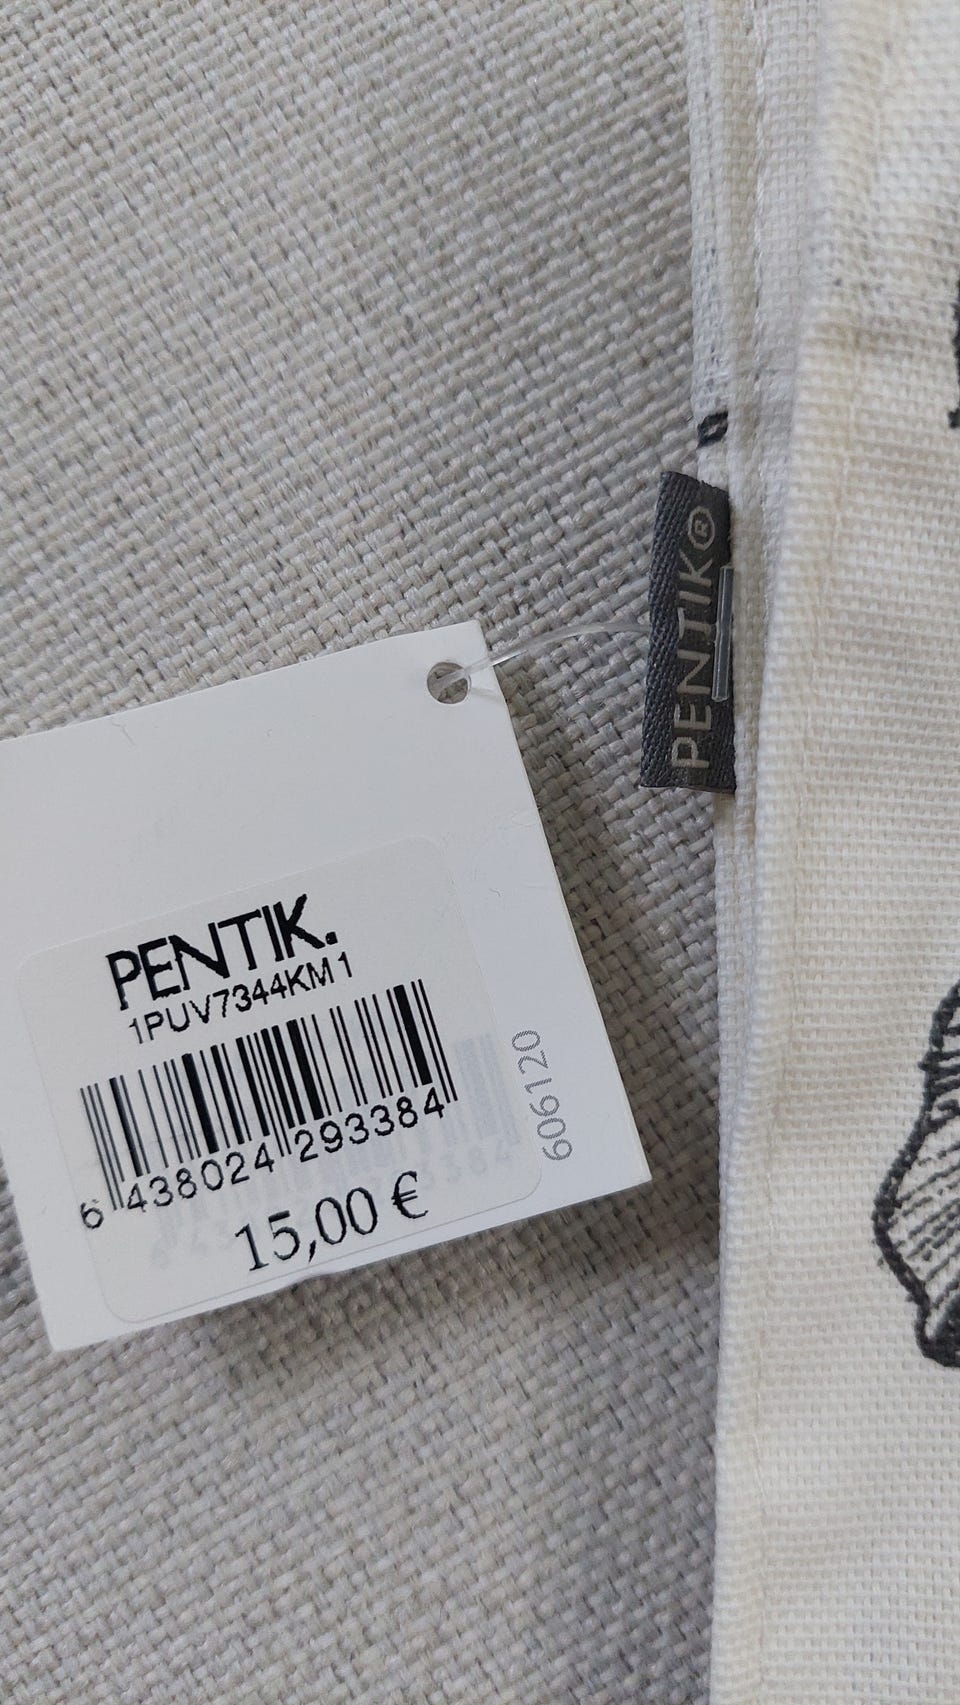 PENTIK®
PENTIK.
1PUV7344KM1
6 438024 293384
15,00 €
606120